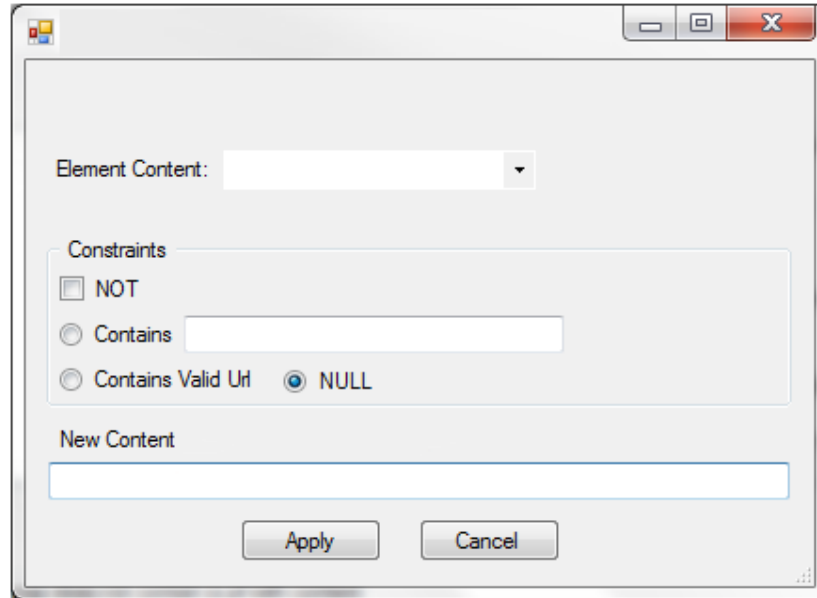 Element Content:
Constraints
NOT
Contains
Contains Valid Url NULL
New Content
Apply Cancel